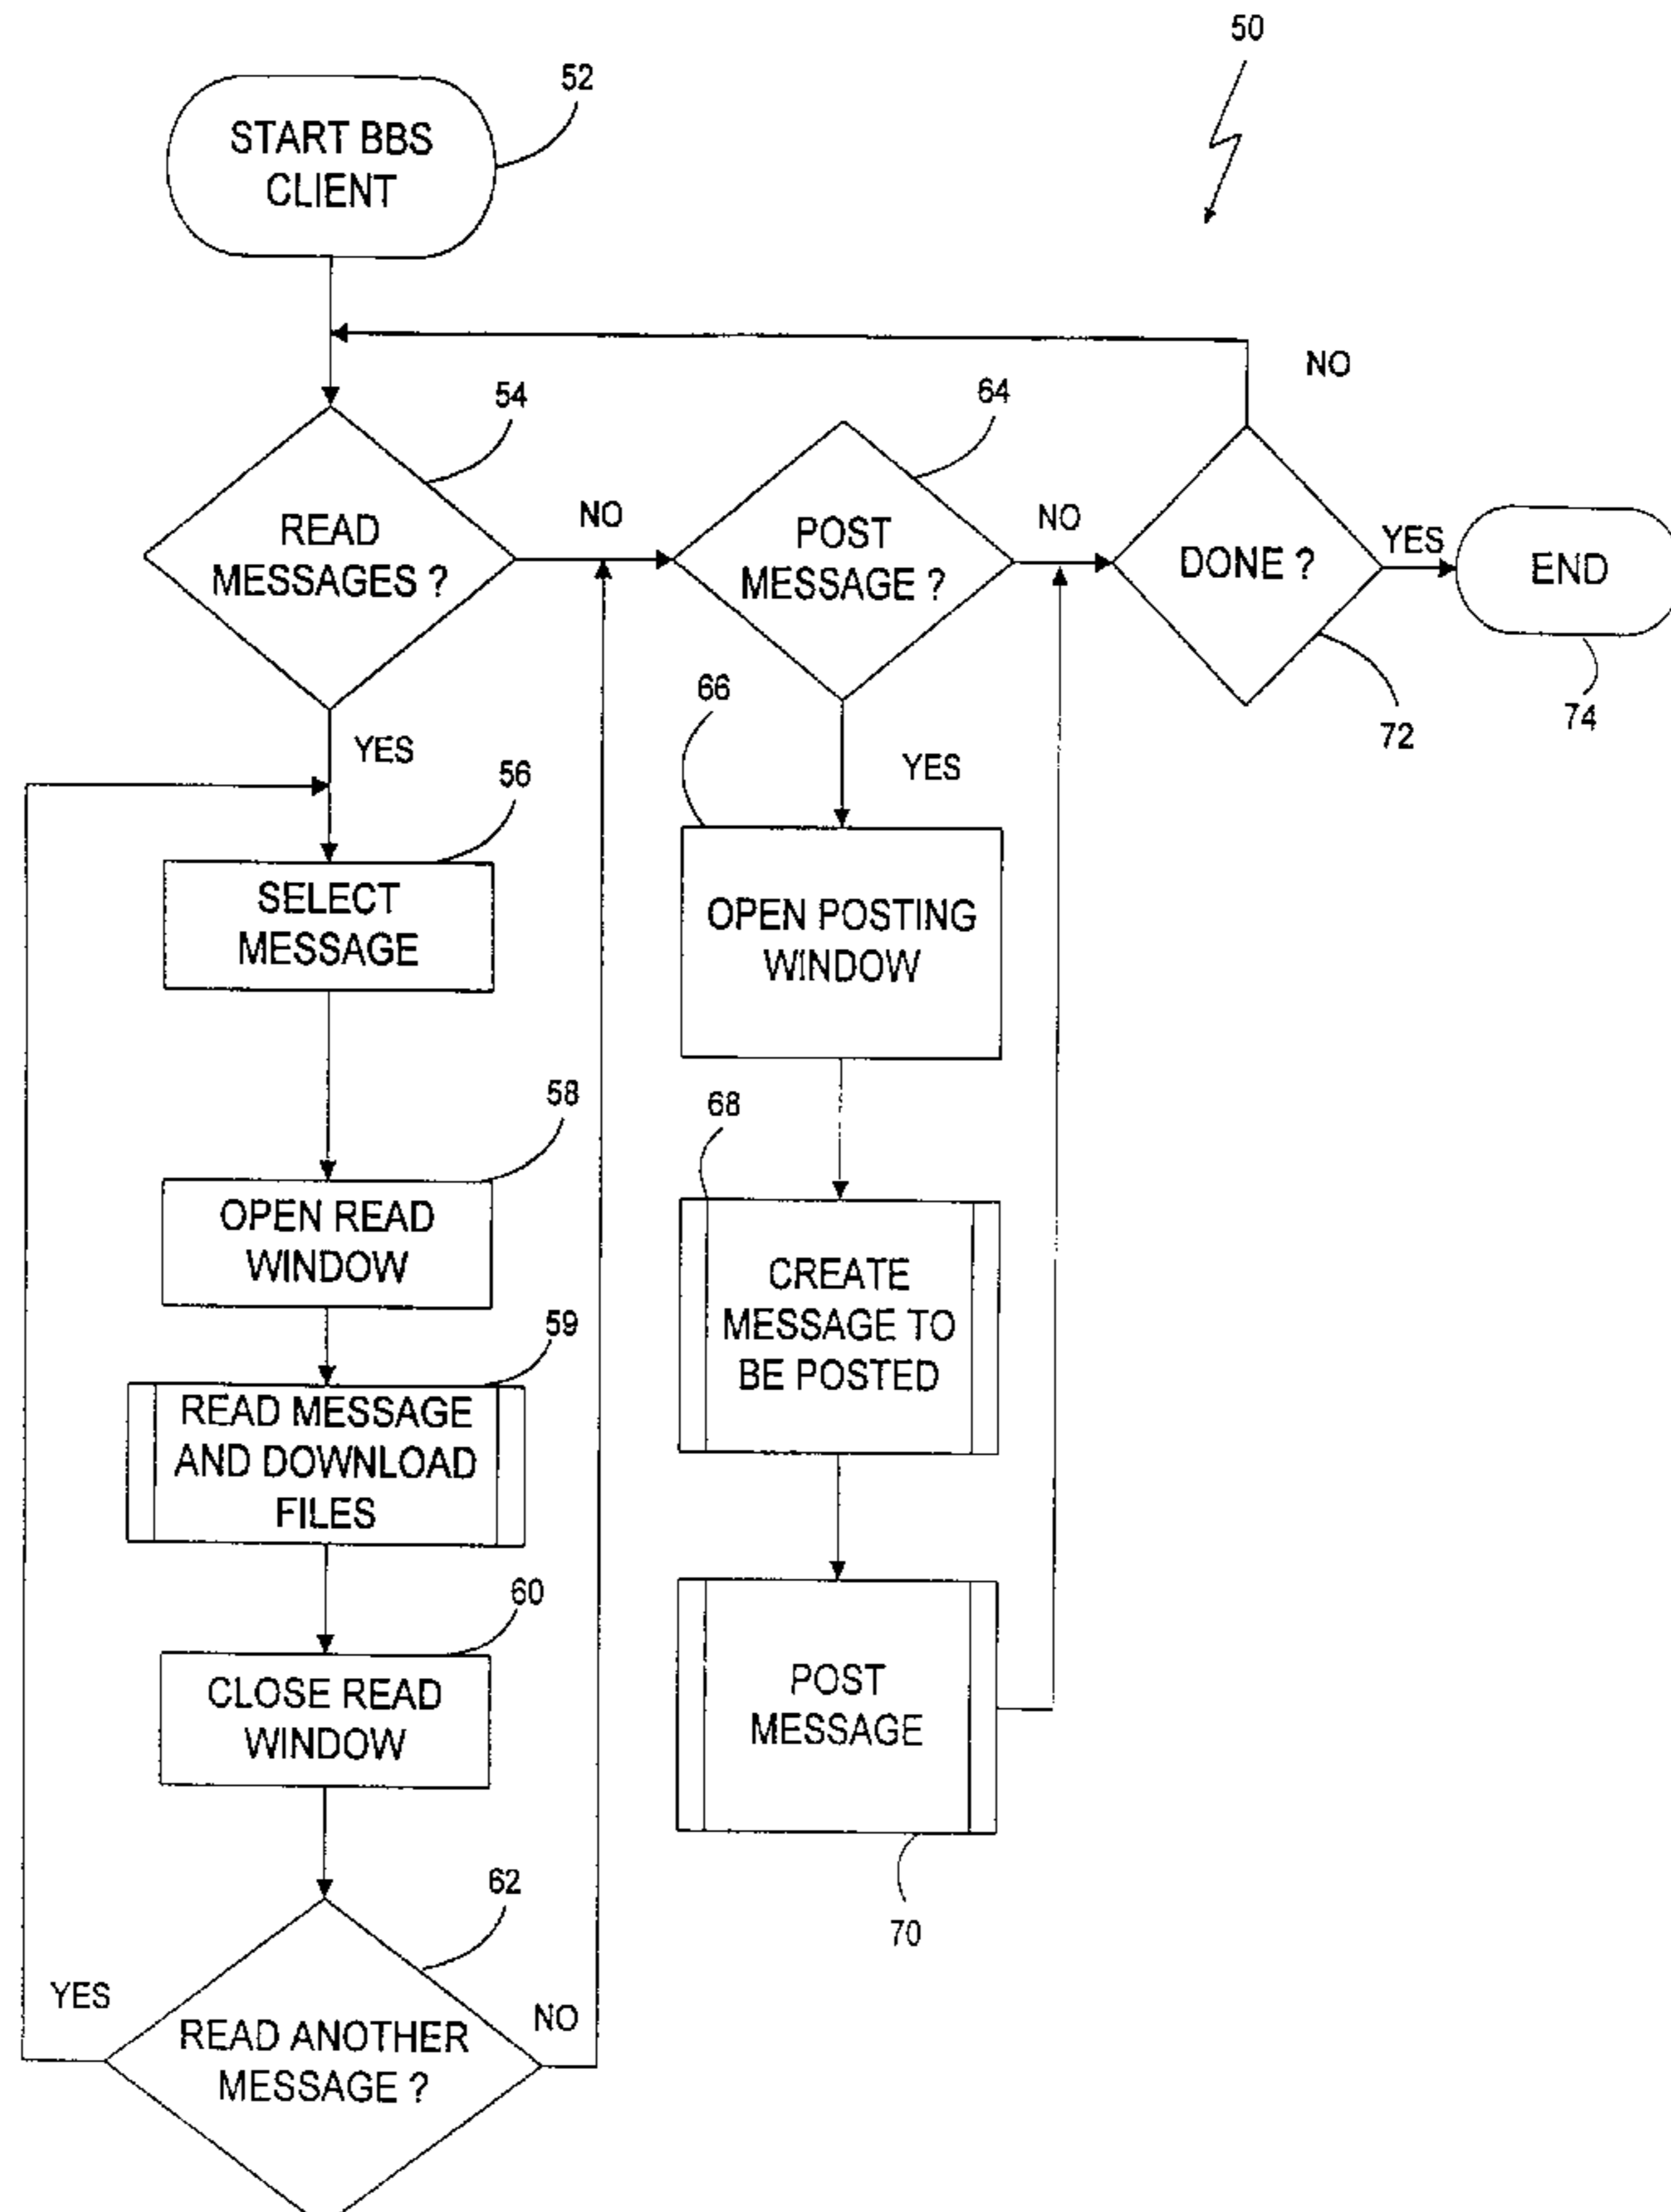 50
52
START BBS
CLIENT
NO
54
64
READ
MESSAGES ?
NO
POST
MESSAGE ?
NO
DONE ?
YES
END
72
74
YES
56
SELECT
MESSAGE
58
OPEN READ
WINDOW
59
READ MESSAGE
AND DOWNLOAD
FILES
60
CLOSE READ
WINDOW
62
YES
READ ANOTHER
MESSAGE ?
NO
66
YES
OPEN POSTING
WINDOW
68
CREATE
MESSAGE TO
BE POSTED
POST
MESSAGE
70